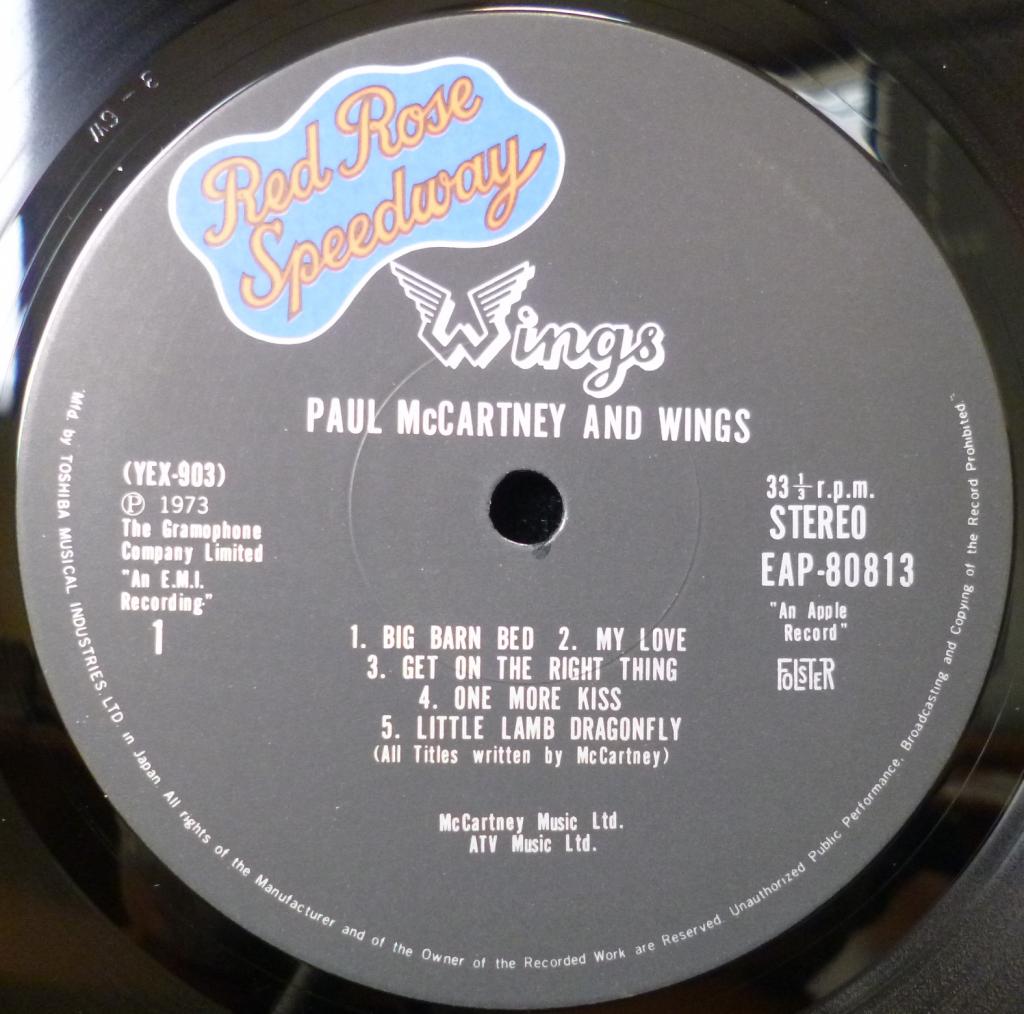 Red Rose
Speedway
Wings
PAUL McCARTNEY AND WINGS
(YEX-903)
Ⓟ 1973
The Gramophone
Company Limited
"An E.M.I.
Recording"
1
33 1/3 r.p.m.
STEREO
EAP-80813
"An Apple
Record"
FOLSTER
1. BIG BARN BED 2. MY LOVE
3. GET ON THE RIGHT THING
4. ONE MORE KISS
5. LITTLE LAMB DRAGONFLY
(All Titles written by McCartney)
McCartney Music Ltd.
ATV Music Ltd.
"Mfd. by TOSHIBA MUSICAL INDUSTRIES, LTD. in Japan. All rights of the Manufacturer and of the Owner of the Recorded Work are Reserved. Unauthorized Public Performance, Broadcasting and Copying of the Record Prohibited."